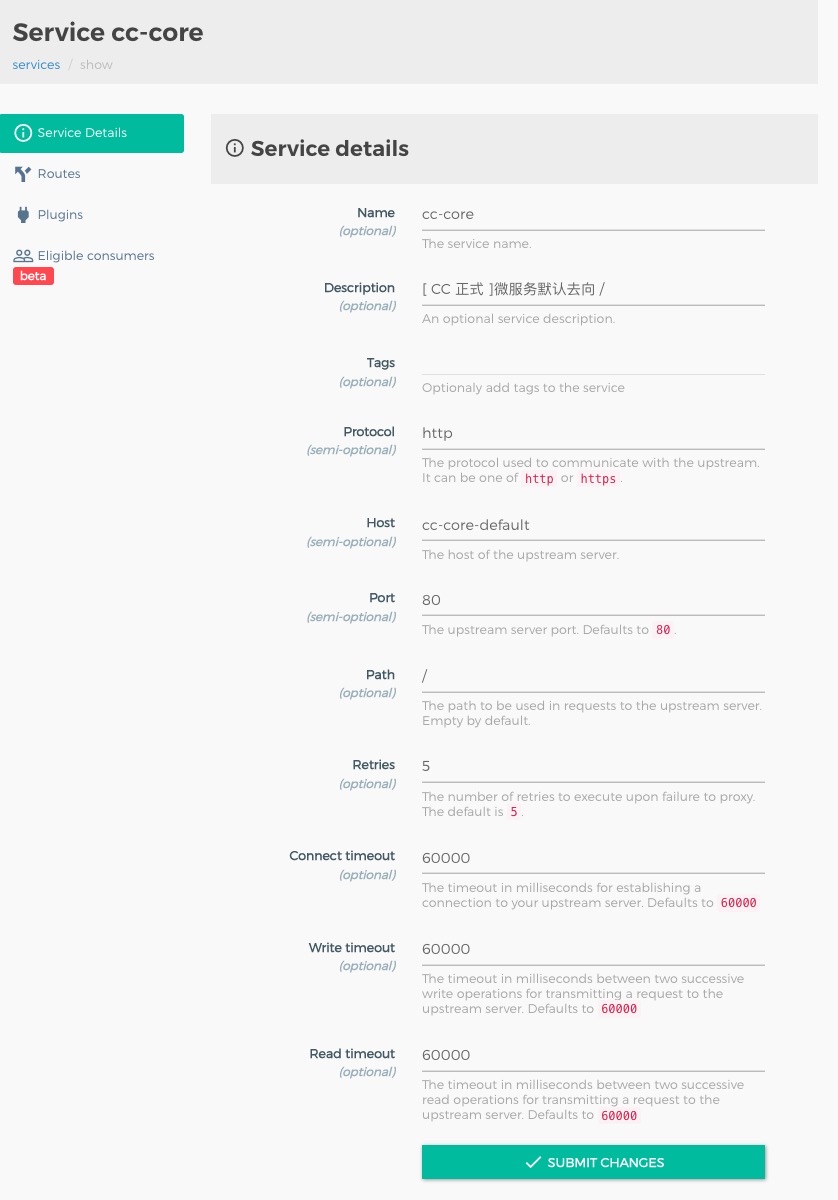 Service cc-core
services / show
Service Details
Routes
Plugins
Eligible consumers
beta
Service details
Name
(optional)
cc-core
The service name.
Description
(optional)
[ CC 正式 ]微服务默认去向 /
An optional service description.
Tags
(optional)
Optionaly add tags to the service
Protocol
(semi-optional)
http
The protocol used to communicate with the upstream.
It can be one of http or https.
Host
(semi-optional)
cc-core-default
The host of the upstream server.
Port
(semi-optional)
80
The upstream server port. Defaults to 80.
Path
(optional)
/
The path to be used in requests to the upstream server.
Empty by default.
Retries
(optional)
5
The number of retries to execute upon failure to proxy.
The default is 5.
Connect timeout
(optional)
60000
The timeout in milliseconds for establishing a
connection to your upstream server. Defaults to 60000
Write timeout
(optional)
60000
The timeout in milliseconds between two successive
write operations for transmitting a request to the
upstream server. Defaults to 60000
Read timeout
(optional)
60000
The timeout in milliseconds between two successive
read operations for transmitting a request to the
upstream server. Defaults to 60000
SUBMIT CHANGES